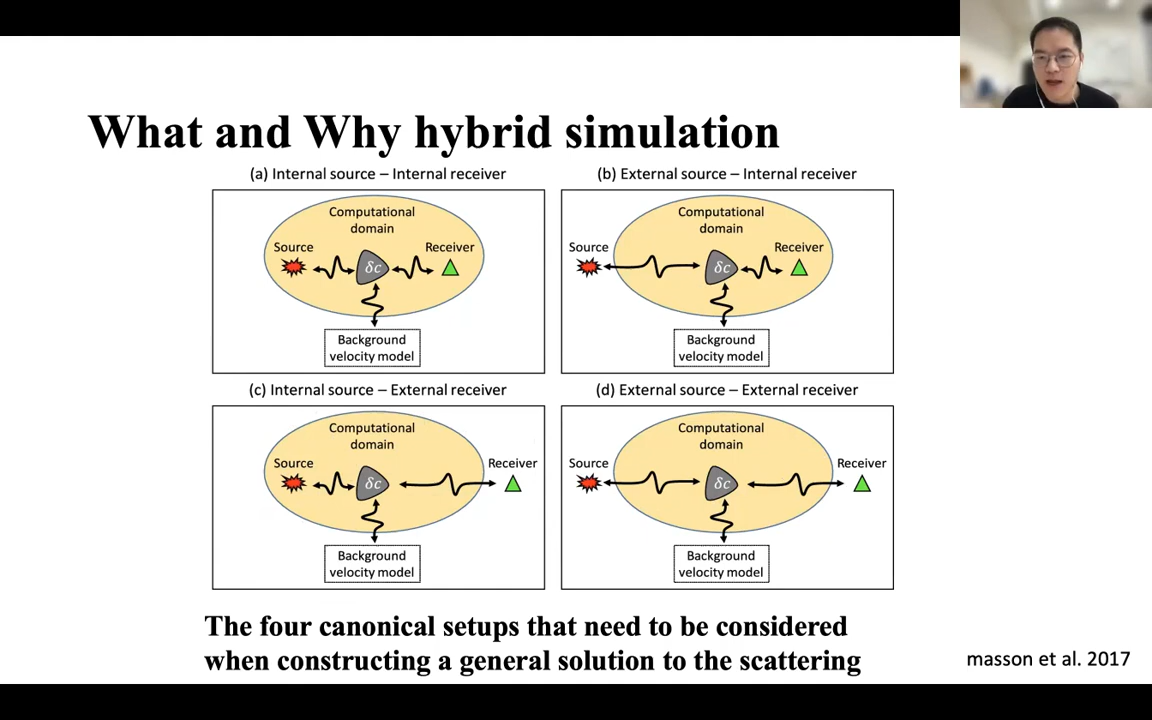 What and Why hybrid simulation
(a) Internal source – Internal receiver
Computational
domain
Source
Receiver
δc
Background
velocity model
(b) External source – Internal receiver
Computational
domain
Source
Receiver
δc
Background
velocity model
(c) Internal source – External receiver
Computational
domain
Source
Receiver
δc
Background
velocity model
(d) External source – External receiver
Computational
domain
Source
Receiver
δc
Background
velocity model
The four canonical setups that need to be considered
when constructing a general solution to the scattering
masson et al. 2017